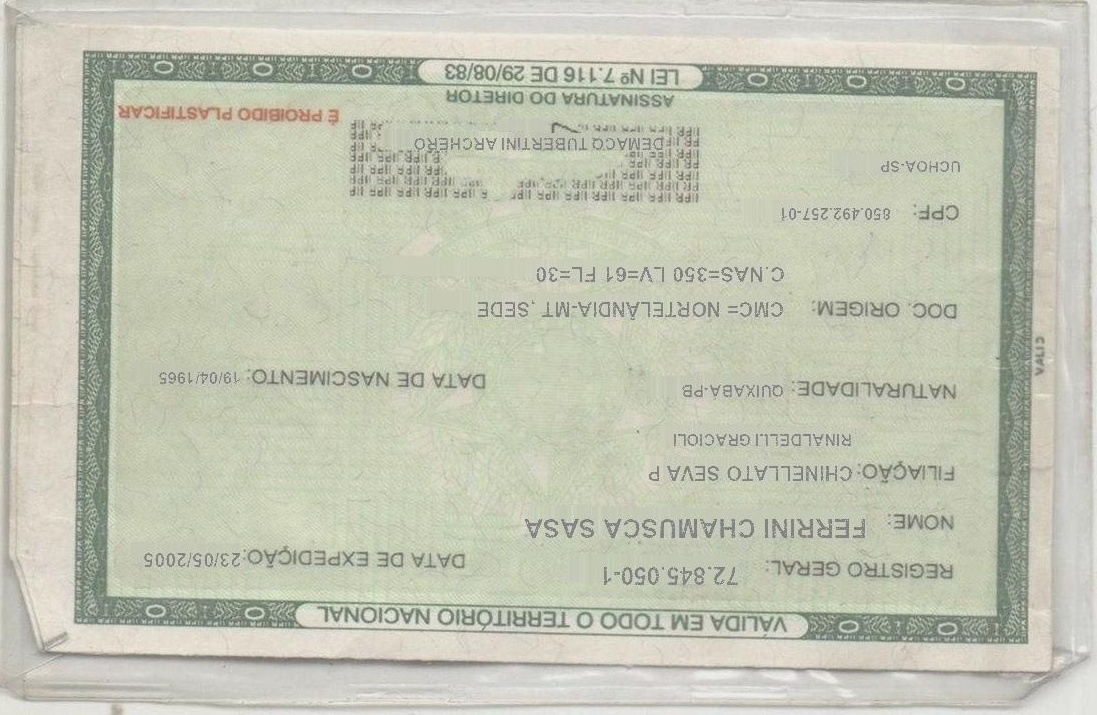 VÁLIDA EM TODO O TERRITÓRIO NACIONAL
REGISTRO GERAL: 72.845.050-1 DATA DE EXPEDIÇÃO: 23/05/2005
NOME: FERRINI CHAMUSCA SASA
FILIAÇÃO: CHINELLATO SEVA P
RINALDELLI GRACIOLI
NATURALIDADE: QUIXABA-PB DATA DE NASCIMENTO: 19/04/1965
DOC. ORIGEM: CMC= NORTELÂNDIA-MT, SEDE
C.NAS=350 LV=61 FL=30
CPF: 850.492.257-01
UCHOA-SP
DEMACQ TUBERTINI ARCHERO
É PROIBIDO PLASTIFICAR
ASSINATURA DO DIRETOR
LEI Nº 7.116 DE 29/08/83